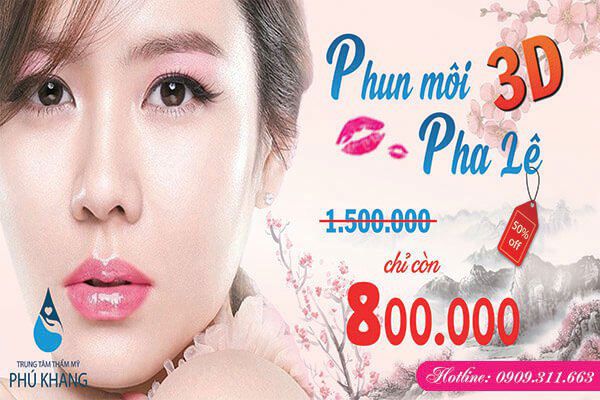 Phun môi 3D
Pha Lê
1.500.000
50%
off
chỉ còn
800.000
TRUNG TÂM THẨM MỸ
PHÚ KHANG
Hotline: 0909.311.663